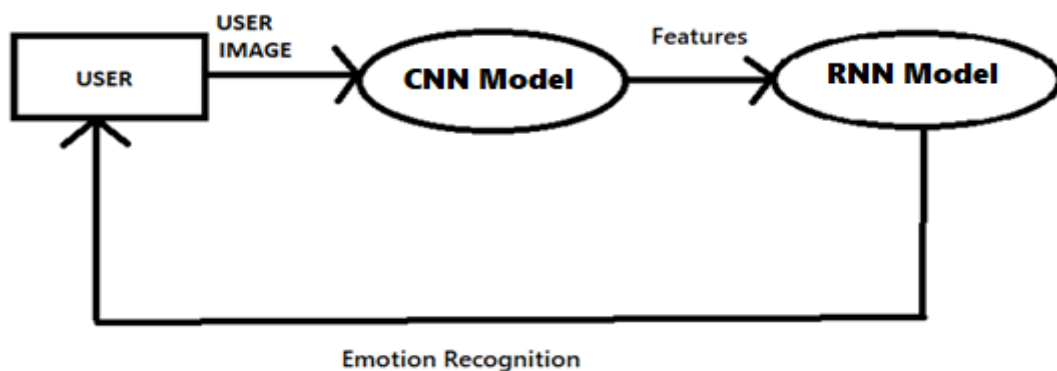 USER
USER
IMAGE
CNN Model
Features
RNN Model
Emotion Recognition